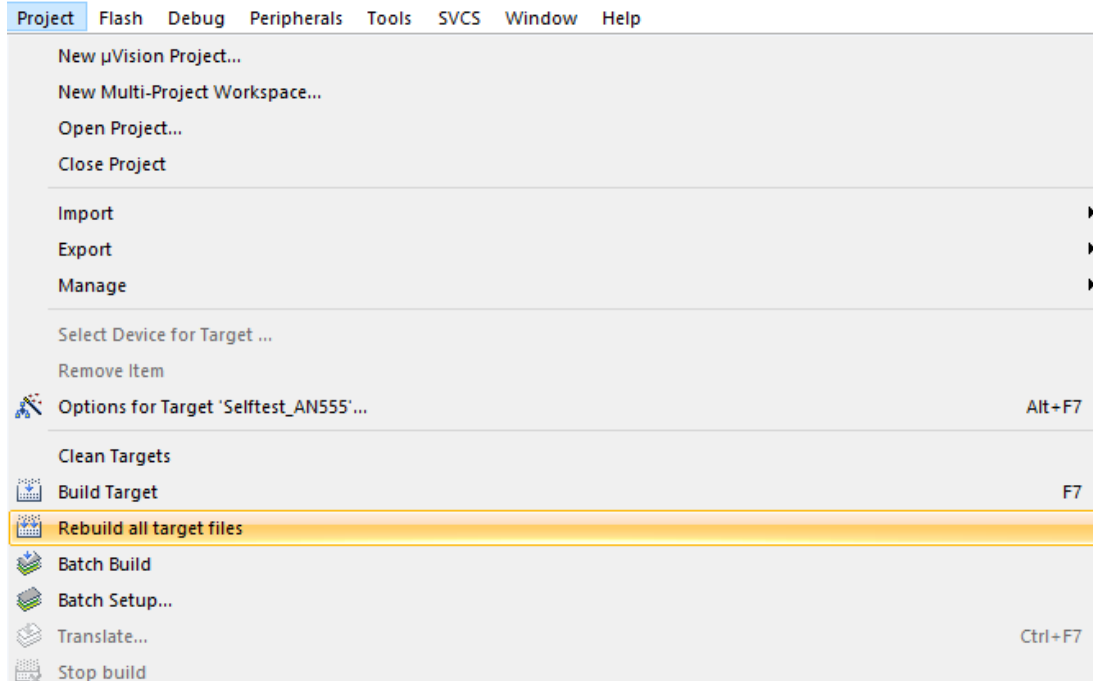 Project Flash Debug Peripherals Tools SVCS Window Help
New µVision Project...
New Multi-Project Workspace...
Open Project...
Close Project
Import
Export
Manage
Select Device for Target ...
Remove Item
Options for Target 'Selftest_AN555'... Alt+F7
Clean Targets
Build Target F7
Rebuild all target files
Batch Build
Batch Setup...
Translate... Ctrl+F7
Stop build